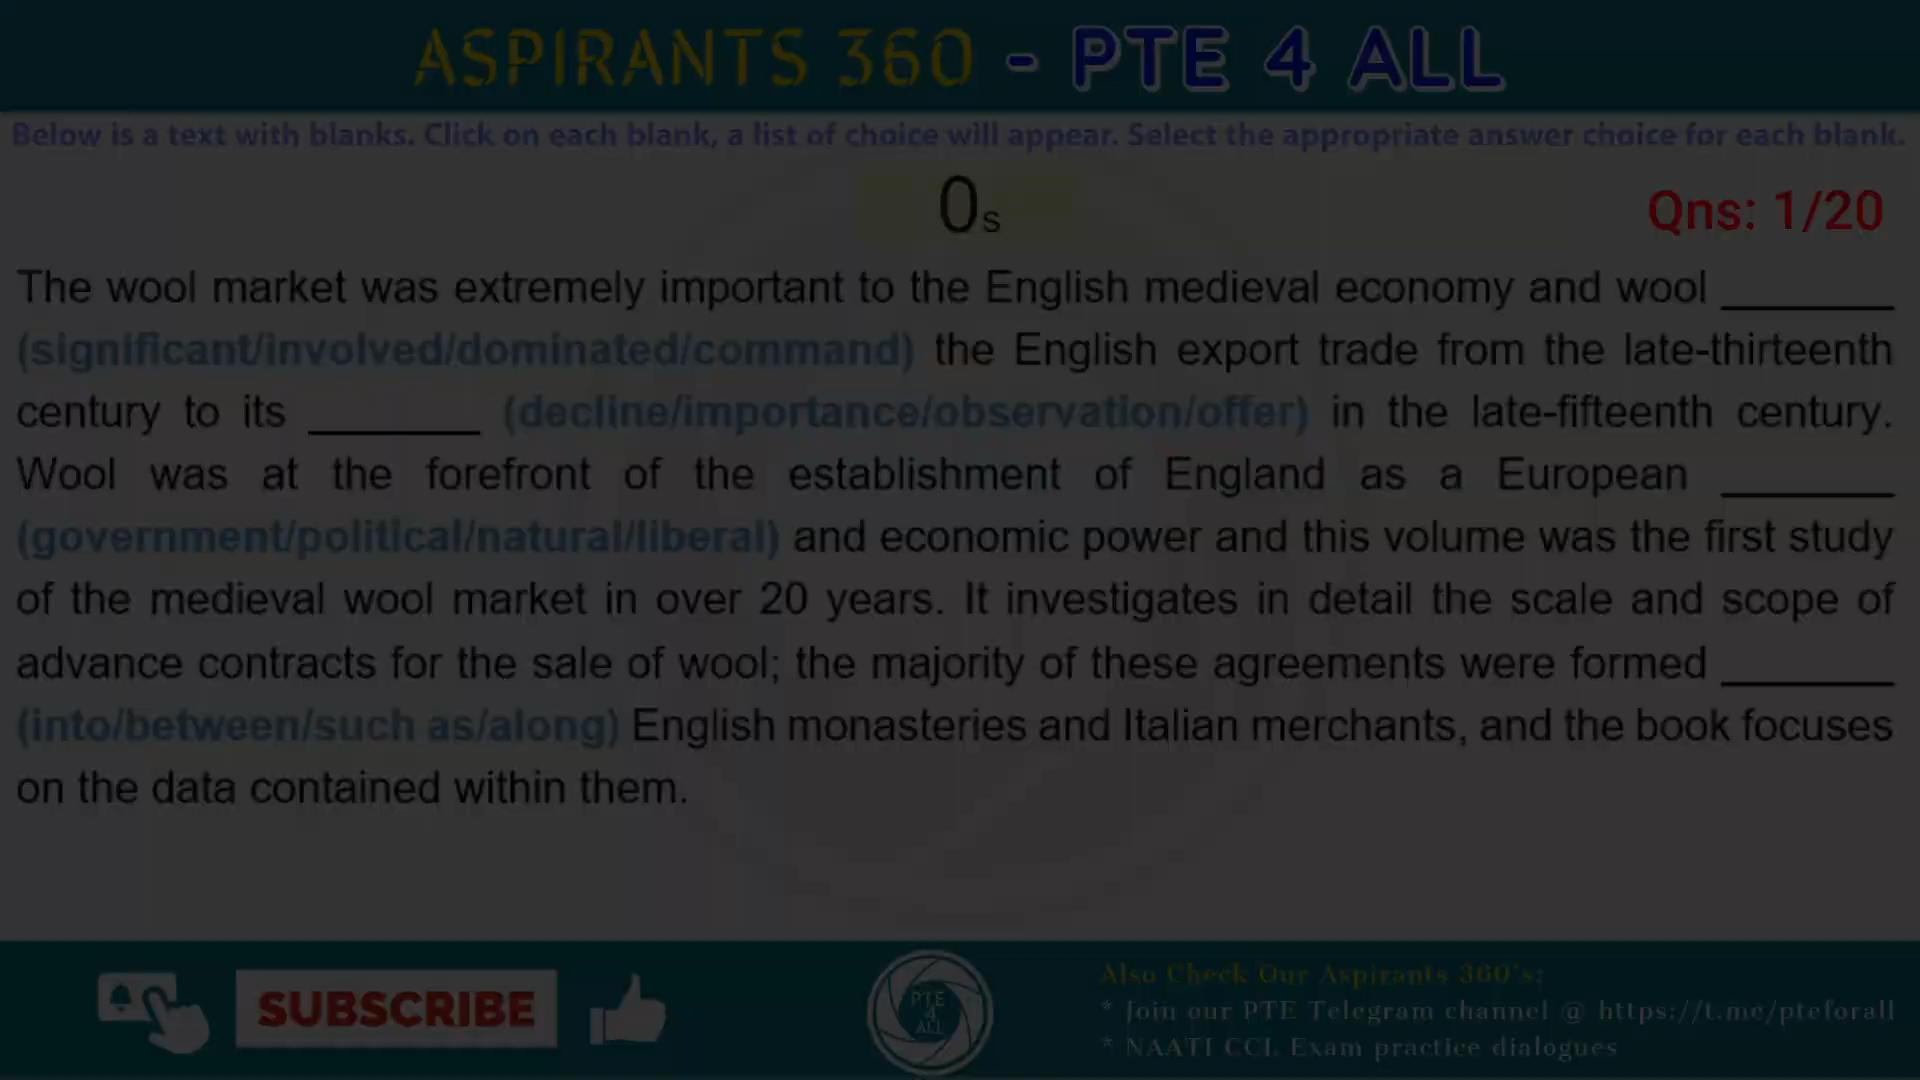 ASPIRANTS 360 - PTE 4 ALL
Below is a text with blanks. Click on each blank, a list of choice will appear. Select the appropriate answer choice for each blank.
0s
Qns: 1/20
The wool market was extremely important to the English medieval economy and wool ________
(significant/involved/dominated/command) the English export trade from the late-thirteenth
century to its ________ (decline/importance/observation/offer) in the late-fifteenth century.
Wool was at the forefront of the establishment of England as a European ________
(government/political/natural/liberal) and economic power and this volume was the first study
of the medieval wool market in over 20 years. It investigates in detail the scale and scope of
advance contracts for the sale of wool; the majority of these agreements were formed ________
(into/between/such as/along) English monasteries and Italian merchants, and the book focuses
on the data contained within them.
SUBSCRIBE
PTE
4
ALL
Also Check Our Aspirants 360's:
* Join our PTE Telegram channel @ https://t.me/pteforall
* NAATI CCL Exam practice dialogues